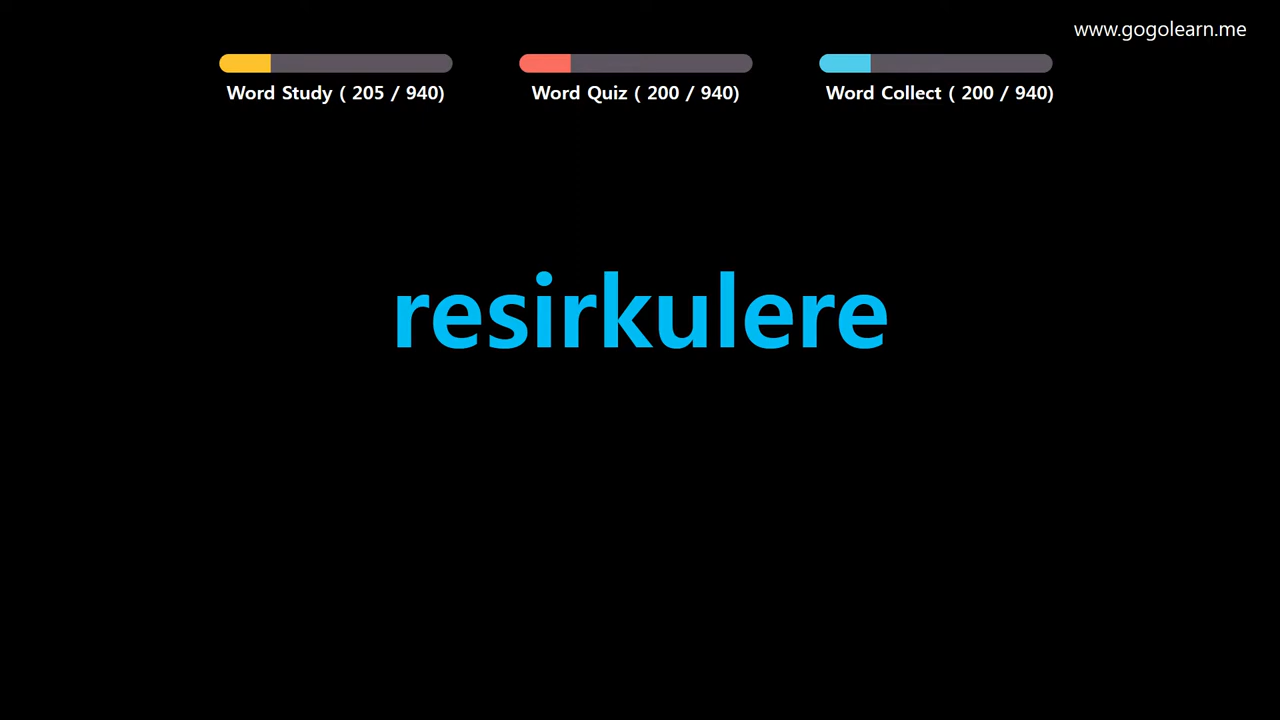 www.gogolearn.me
Word Study ( 205 / 940)
Word Quiz ( 200 / 940)
Word Collect ( 200 / 940)
resirkulere